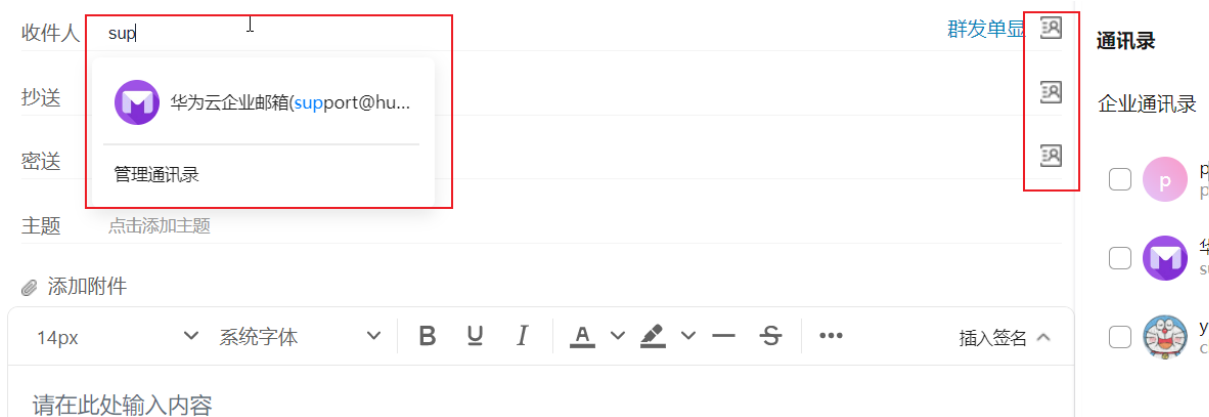 收件人 sup 群发单显
华为云企业邮箱(support@hu...
抄送
密送
管理通讯录
主题 点击添加主题
添加附件
14px 系统字体 B U I A S ••• 插入签名
请在此处输入内容
通讯录
企业通讯录
p